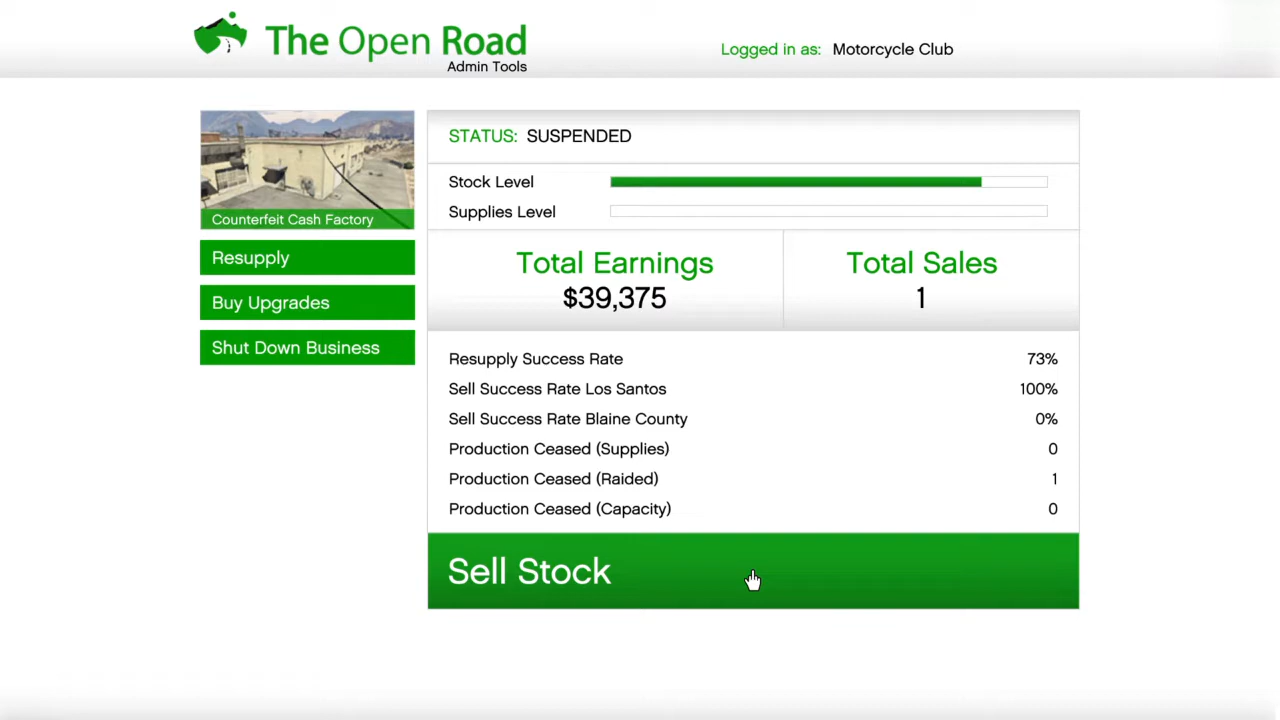 The Open Road
Admin Tools
Logged in as: Motorcycle Club
Counterfeit Cash Factory
Resupply
Buy Upgrades
Shut Down Business
STATUS: SUSPENDED
Stock Level
Supplies Level
Total Earnings
$39,375
Total Sales
1
Resupply Success Rate 73%
Sell Success Rate Los Santos 100%
Sell Success Rate Blaine County 0%
Production Ceased (Supplies) 0
Production Ceased (Raided) 1
Production Ceased (Capacity) 0
Sell Stock